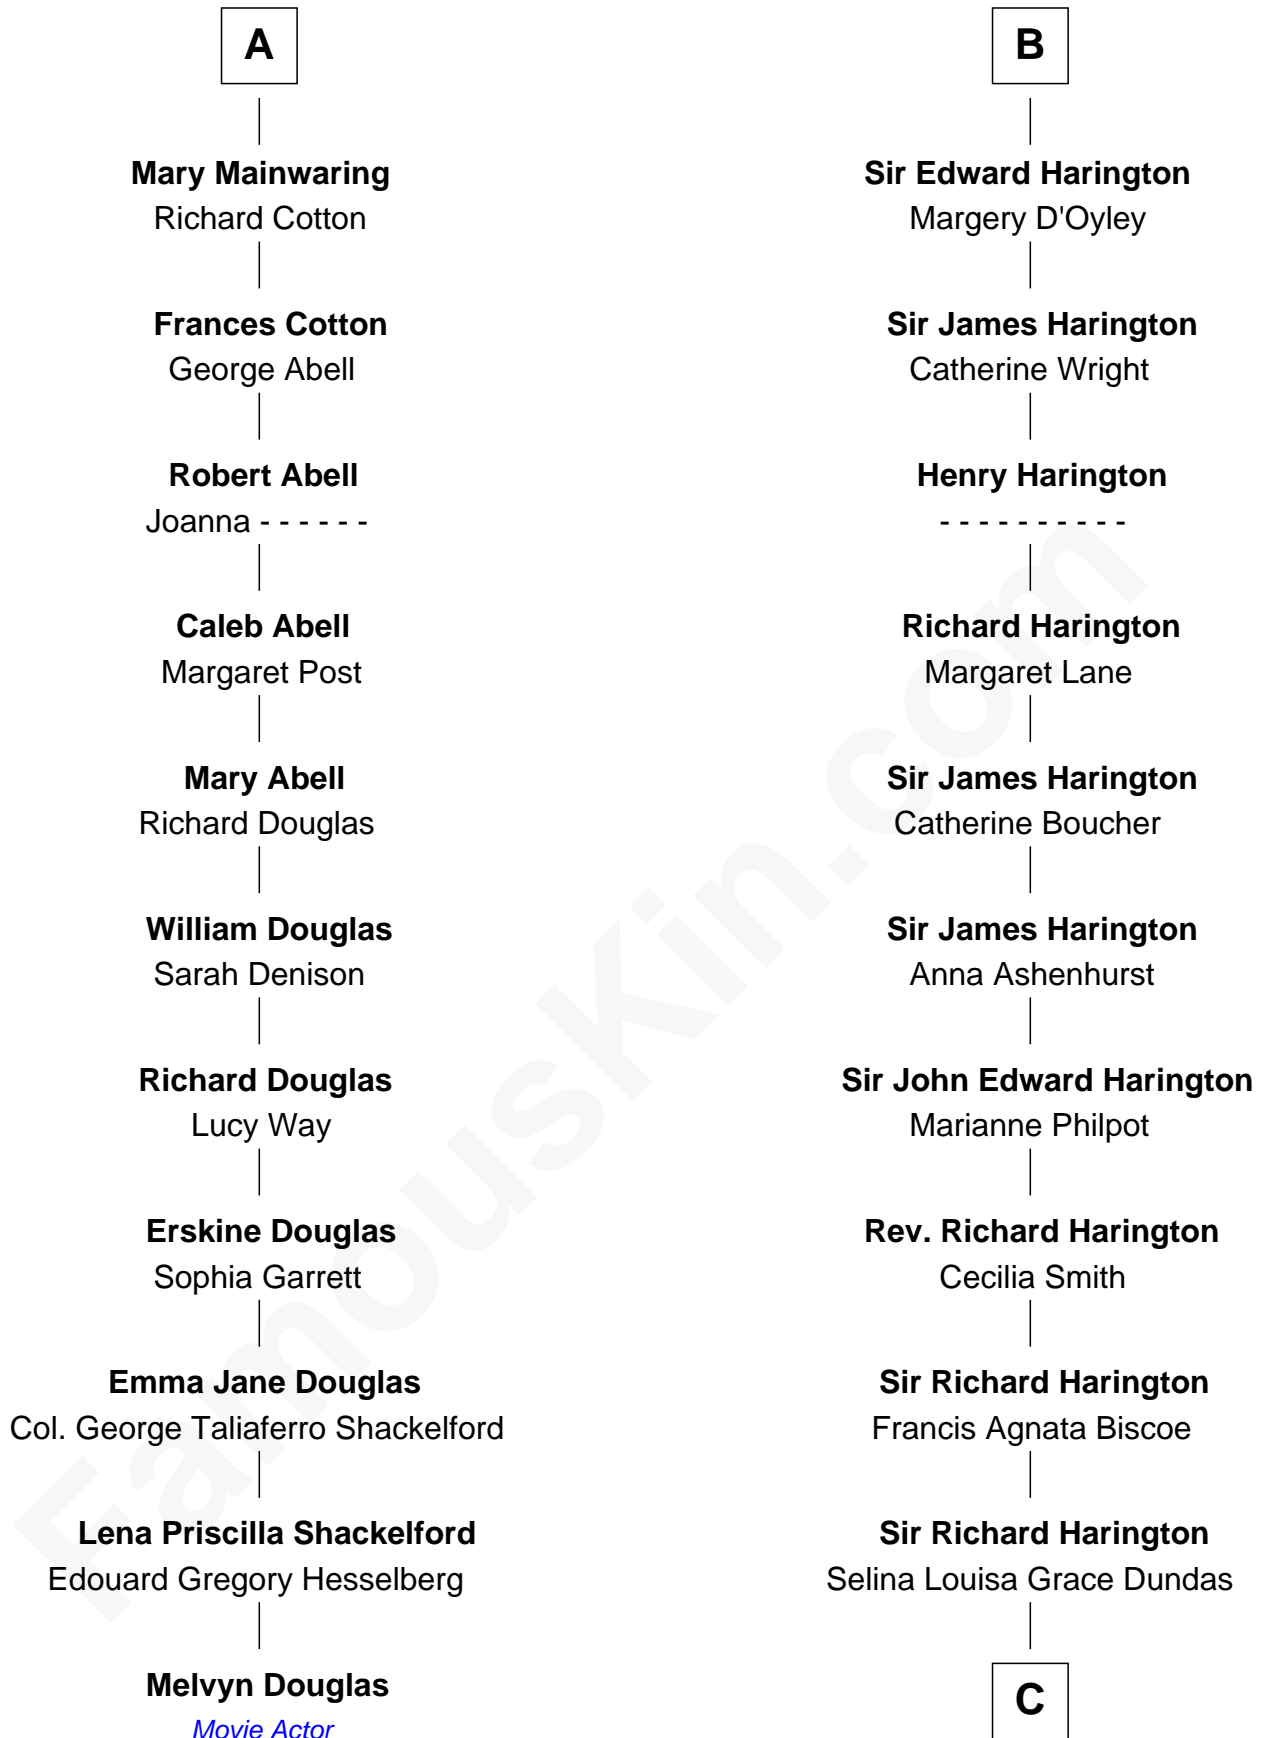 A
Mary Mainwaring
Richard Cotton
Frances Cotton
George Abell
Robert Abell
Joanna - - - - - -
Caleb Abell
Margaret Post
Mary Abell
Richard Douglas
William Douglas
Sarah Denison
Richard Douglas
Lucy Way
Erskine Douglas
Sophia Garrett
Emma Jane Douglas
Col. George Taliaferro Shackelford
Lena Priscilla Shackelford
Edouard Gregory Hesselberg
Melvyn Douglas
Movie Actor
B
Sir Edward Harington
Margery D'Oyley
Sir James Harington
Catherine Wright
Henry Harington
- - - - - - - - - -
Richard Harington
Margaret Lane
Sir James Harington
Catherine Boucher
Sir James Harington
Anna Ashenhurst
Sir John Edward Harington
Marianne Philpot
Rev. Richard Harington
Cecilia Smith
Sir Richard Harington
Francis Agnata Biscoe
Sir Richard Harington
Selina Louisa Grace Dundas
C
FamousKin.com